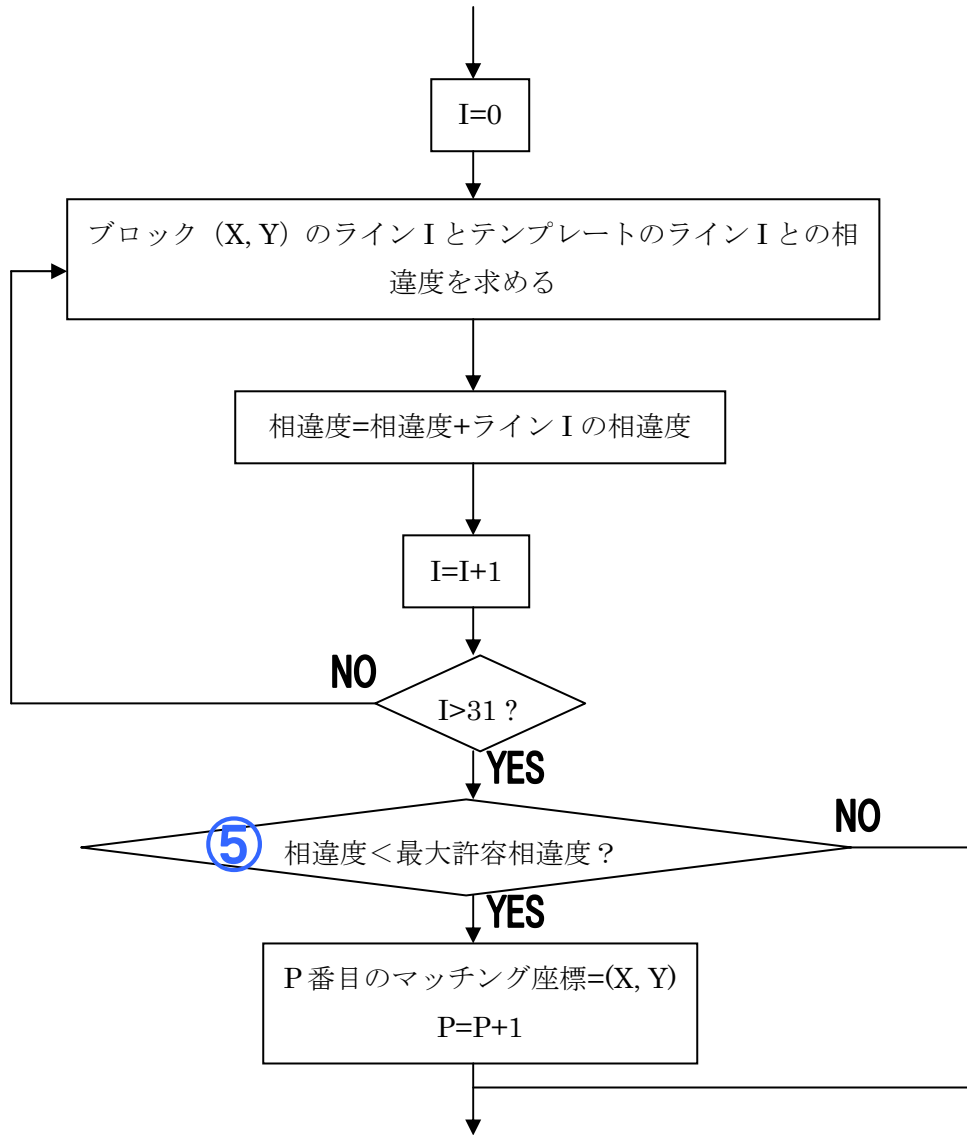 I=0
ブロック（X, Y）のライン I とテンプレートのライン I との相
違度を求める
相違度=相違度+ライン I の相違度
I=I+1
NO
I>31？
YES
NO
⑤ 相違度＜最大許容相違度？
YES
P 番目のマッチング座標=(X, Y)
P=P+1